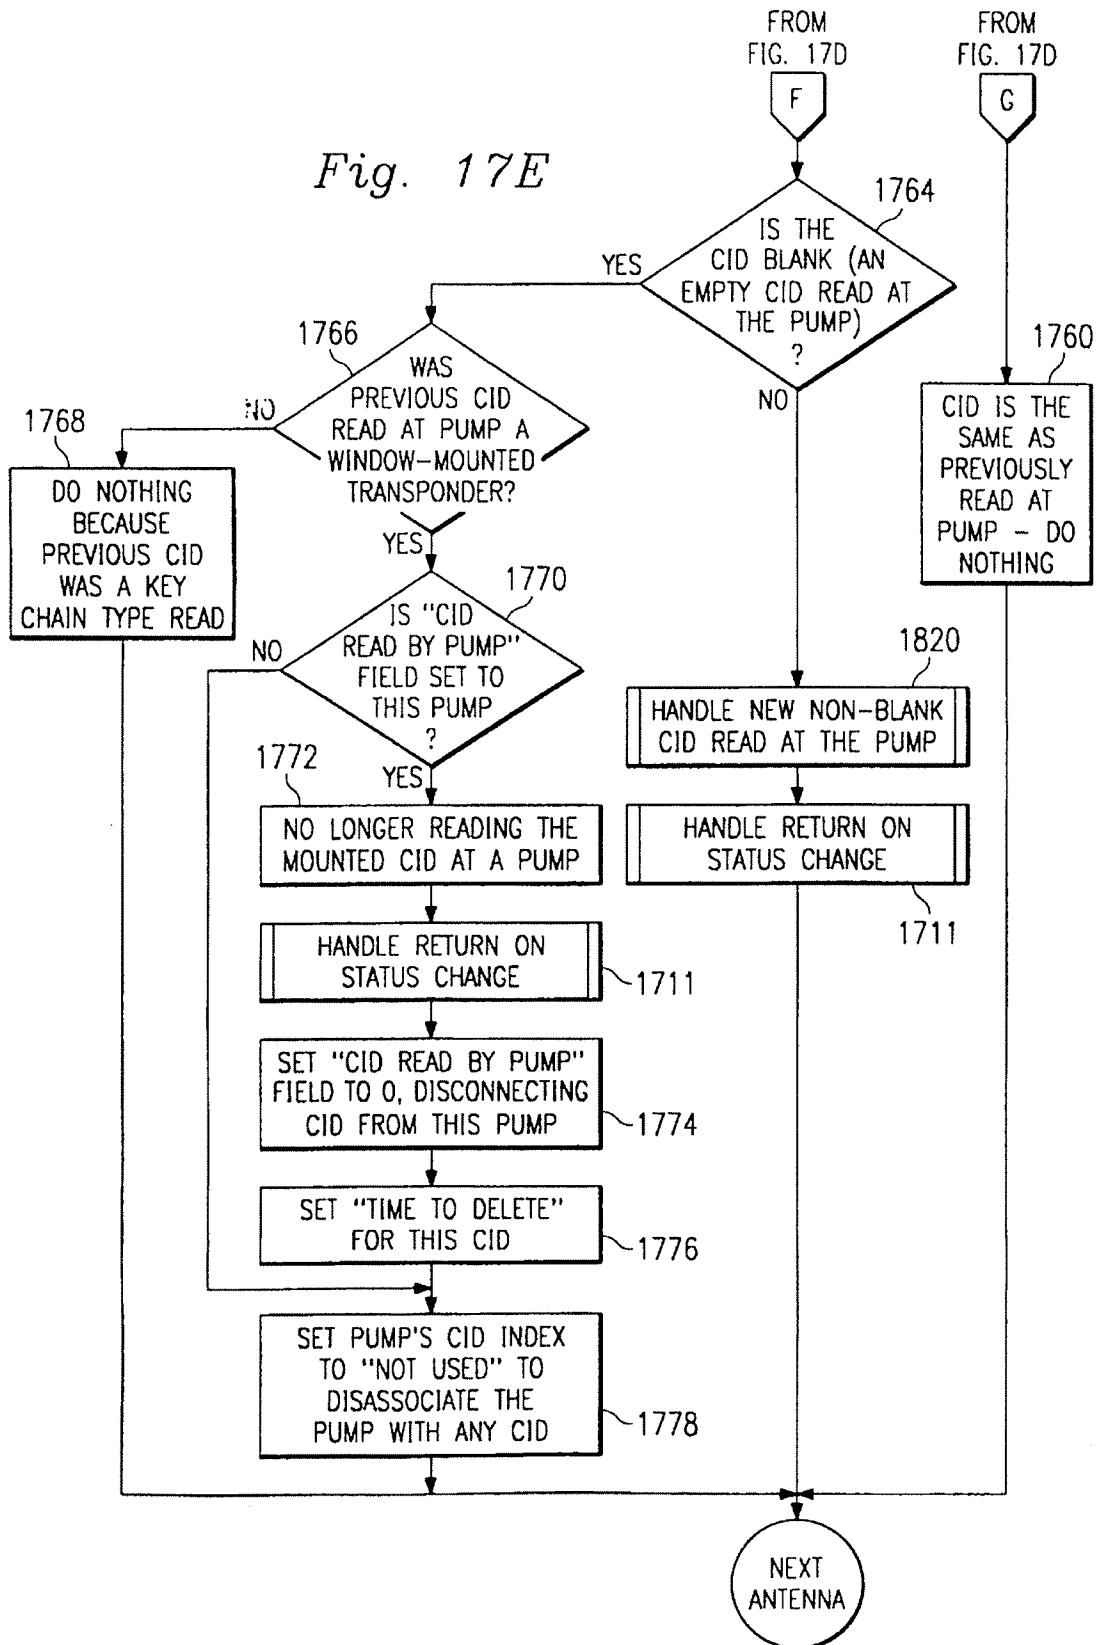 FROM
FIG. 17D
F
FROM
FIG. 17D
G
Fig. 17E
1764
IS THE
CID BLANK (AN
EMPTY CID READ AT
THE PUMP)
?
YES
NO
1766
WAS
PREVIOUS CID
READ AT PUMP A
WINDOW-MOUNTED
TRANSPONDER?
NO
YES
1760
CID IS THE
SAME AS
PREVIOUSLY
READ AT
PUMP - DO
NOTHING
1768
DO NOTHING
BECAUSE
PREVIOUS CID
WAS A KEY
CHAIN TYPE READ
1770
IS "CID
READ BY PUMP"
FIELD SET TO
THIS PUMP
?
NO
YES
1820
HANDLE NEW NON-BLANK
CID READ AT THE PUMP
1772
NO LONGER READING THE
MOUNTED CID AT A PUMP
HANDLE RETURN ON
STATUS CHANGE
1711
HANDLE RETURN ON
STATUS CHANGE
1711
SET "CID READ BY PUMP"
FIELD TO 0, DISCONNECTING
CID FROM THIS PUMP
1774
SET "TIME TO DELETE"
FOR THIS CID
1776
SET PUMP'S CID INDEX
TO "NOT USED" TO
DISASSOCIATE THE
PUMP WITH ANY CID
1778
NEXT
ANTENNA